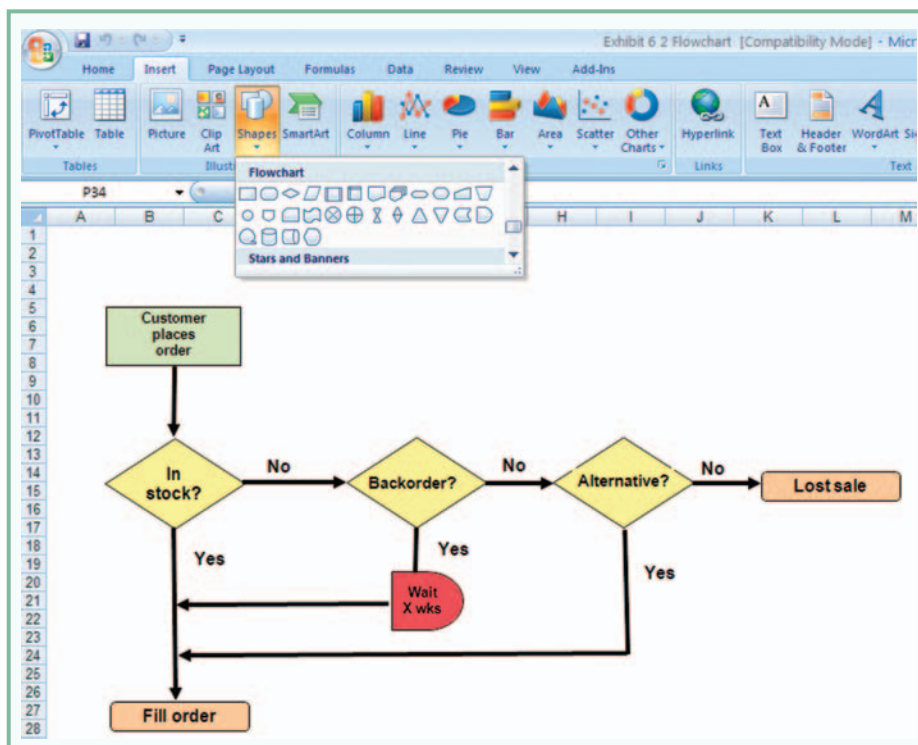 Exhibit 6 2 Flowchart [Compatibility Mode] - Micr
Home Insert Page Layout Formulas Data Review View Add-Ins
PivotTable Table Picture Clip Art Shapes SmartArt Column Line Pie Bar Area Scatter Other Charts Hyperlink Text Box Header & Footer WordArt
Tables Illust Links Text
Flowchart
Stars and Banners
P34
A B C H I J K L M
1
2
3
4
5
6
7
8
9
10
11
12
13
14
15
16
17
18
19
20
21
22
23
24
25
26
27
28
Customer
places
order
In
stock?
No
Backorder?
No
Alternative?
No
Lost sale
Yes
Yes
Yes
Wait
X wks
Fill order